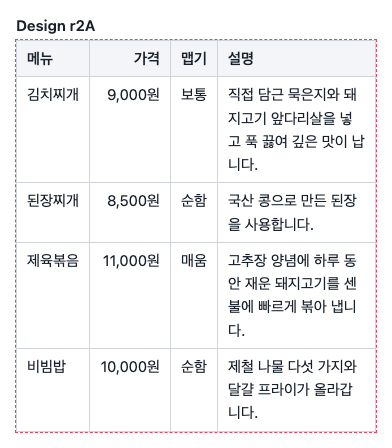 Design r2A
메뉴 가격 맵기 설명
김치찌개 9,000원 보통 직접 담근 묵은지와 돼
지고기 앞다리살을 넣
고 푹 끓여 깊은 맛이 납
니다.
된장찌개 8,500원 순함 국산 콩으로 만든 된장
을 사용합니다.
제육볶음 11,000원 매움 고추장 양념에 하루 동
안 재운 돼지고기를 센
불에 빠르게 볶아 냅니
다.
비빔밥 10,000원 순함 제철 나물 다섯 가지와
달걀 프라이가 올라갑
니다.